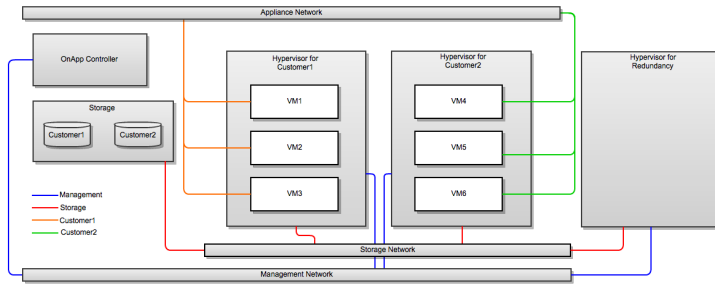 Appliance Network
OnApp Controller
Hypervisor for
Customer1
Hypervisor for
Customer2
Hypervisor for
Redundancy
Storage
Customer1
Customer2
VM1
VM2
VM3
VM4
VM5
VM6
Management
Storage
Customer1
Customer2
Storage Network
Management Network